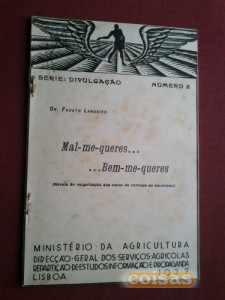 SÉRIE: DIVULGAÇÃO NÚMERO 2
DR. FAUSTO LANDEIRO
Mal-me-queres...
...Bem-me-queres
MINISTÉRIO DA AGRICULTURA
DIRECÇÃO-GERAL DOS SERVIÇOS AGRÍCOLAS
REPARTIÇÃO DE ESTUDOS INFORMAÇÃO E PROPAGANDA
LISBOA
coisas